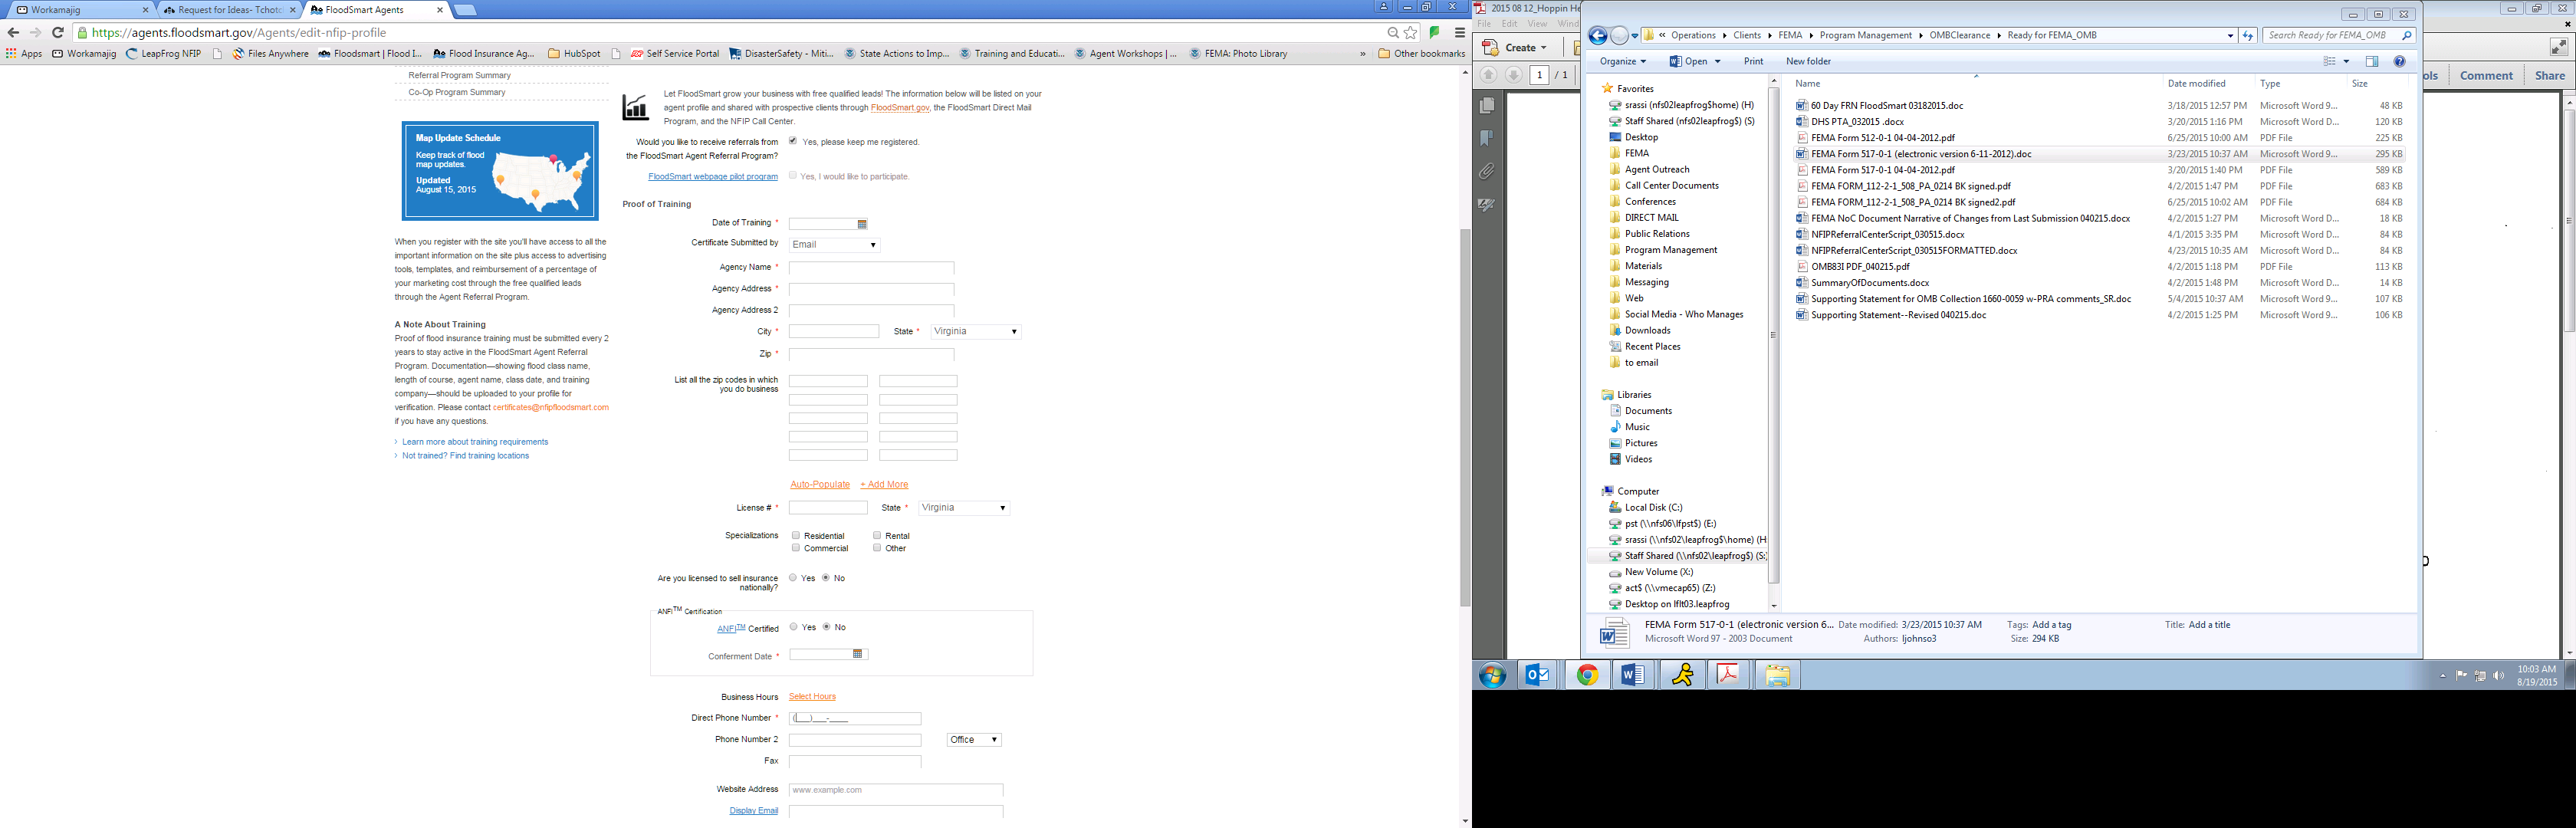 Workamajig
Request for Ideas- Tchot
FloodSmart Agents
https://agents.floodsmart.gov/Agents/edit-nfip-profile
Apps
Workamajig
LeapFrog NFIP
Files Anywhere
Floodsmart | Flood I...
Flood Insurance Ag...
HubSpot
Self Service Portal
DisasterSafety - Miti...
State Actions to Imp...
Training and Educati...
Agent Workshops | ...
FEMA: Photo Library
»
Other bookmarks
Referral Program Summary
Co-Op Program Summary
Map Update Schedule
Keep track of flood
map updates.
Updated
August 15, 2015
When you register with the site you'll have access to all the
important information on the site plus access to advertising
tools, templates, and reimbursement of a percentage of
your marketing cost through the free qualified leads
through the Agent Referral Program.
A Note About Training
Proof of flood insurance training must be submitted every 2
years to stay active in the FloodSmart Agent Referral
Program. Documentation—showing flood class name,
length of course, agent name, class date, and training
company—should be uploaded to your profile for
verification. Please contact certificates@nfipfloodsmart.com
if you have any questions.
› Learn more about training requirements
› Not trained? Find training locations
Let FloodSmart grow your business with free qualified leads! The information below will be listed on your
agent profile and shared with prospective clients through FloodSmart.gov, the FloodSmart Direct Mail
Program, and the NFIP Call Center.
Would you like to receive referrals from
the FloodSmart Agent Referral Program?
Yes, please keep me registered.
FloodSmart webpage pilot program
Yes, I would like to participate.
Proof of Training
Date of Training *
Certificate Submitted by Email
Agency Name *
Agency Address *
Agency Address 2
City * State * Virginia
Zip *
List all the zip codes in which
you do business
Auto-Populate + Add More
License # * State * Virginia
Specializations Residential Rental
Commercial Other
Are you licensed to sell insurance
nationally?
Yes No
ANFI™ Certification
ANFI™ Certified Yes No
Conferment Date *
Business Hours Select Hours
Direct Phone Number * (___)___-____
Phone Number 2 Office
Fax
Website Address www.example.com
Display Email
2015 08 12_Hoppin He
File Edit View Wind
Create
1 / 1
ols Comment Share
« Operations Clients FEMA Program Management OMBClearance Ready for FEMA_OMB
Search Ready for FEMA_OMB
Organize Open Print New folder
Favorites
srassi (nfs02leapfrog$home) (H)
Staff Shared (nfs02leapfrog$) (S)
Desktop
FEMA
Agent Outreach
Call Center Documents
Conferences
DIRECT MAIL
Public Relations
Program Management
Materials
Messaging
Web
Social Media - Who Manages
Downloads
Recent Places
to email
Libraries
Documents
Music
Pictures
Videos
Computer
Local Disk (C:)
pst (\\nfs06\lfpst$) (E:)
srassi (\\nfs02\leapfrog$\home) (H:
Staff Shared (\\nfs02\leapfrog$) (S:)
New Volume (X:)
act$ (\\vmecap65) (Z:)
Desktop on lflt03.leapfrog
Name Date modified Type Size
60 Day FRN FloodSmart 03182015.doc 3/18/2015 12:57 PM Microsoft Word 9... 48 KB
DHS PTA_032015 .docx 3/20/2015 1:16 PM Microsoft Word D... 120 KB
FEMA Form 512-0-1 04-04-2012.pdf 6/25/2015 10:00 AM PDF File 225 KB
FEMA Form 517-0-1 (electronic version 6-11-2012).doc 3/23/2015 10:37 AM Microsoft Word 9... 295 KB
FEMA Form 517-0-1 04-04-2012.pdf 3/20/2015 1:40 PM PDF File 589 KB
FEMA FORM_112-2-1_508_PA_0214 BK signed.pdf 4/2/2015 1:47 PM PDF File 683 KB
FEMA FORM_112-2-1_508_PA_0214 BK signed2.pdf 6/25/2015 10:02 AM PDF File 684 KB
FEMA NoC Document Narrative of Changes from Last Submission 040215.docx 4/2/2015 1:27 PM Microsoft Word D... 18 KB
NFIPReferralCenterScript_030515.docx 4/1/2015 3:35 PM Microsoft Word D... 84 KB
NFIPReferralCenterScript_030515FORMATTED.docx 4/23/2015 10:35 AM Microsoft Word D... 84 KB
OMB83I PDF_040215.pdf 4/2/2015 1:18 PM PDF File 113 KB
SummaryOfDocuments.docx 4/2/2015 1:48 PM Microsoft Word D... 14 KB
Supporting Statement for OMB Collection 1660-0059 w-PRA comments_SR.doc 5/4/2015 10:37 AM Microsoft Word 9... 107 KB
Supporting Statement--Revised 040215.doc 4/2/2015 1:25 PM Microsoft Word 9... 106 KB
FEMA Form 517-0-1 (electronic version 6... Date modified: 3/23/2015 10:37 AM Tags: Add a tag Title: Add a title
Microsoft Word 97 - 2003 Document Authors: ljohnso3 Size: 294 KB
10:03 AM
8/19/2015